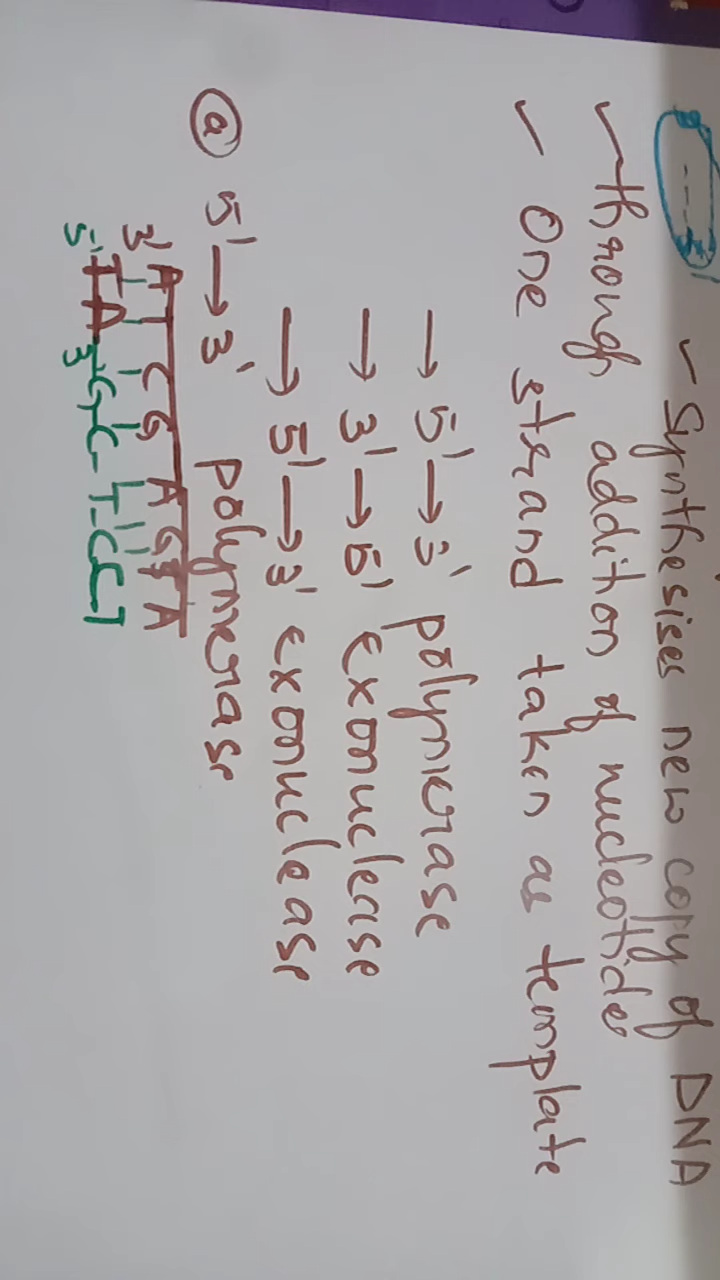 - synthesises new copy of DNA
✓ through addition of nucleotides
✓ One strand taken as template
→ 5' → 3' polymerase
→ 3' → 5' exonuclease
→ 5' → 3' exonuclease
ⓐ 5' → 3' polymerase
3' A T C G A G G A
5' T A 3' G C T C C T